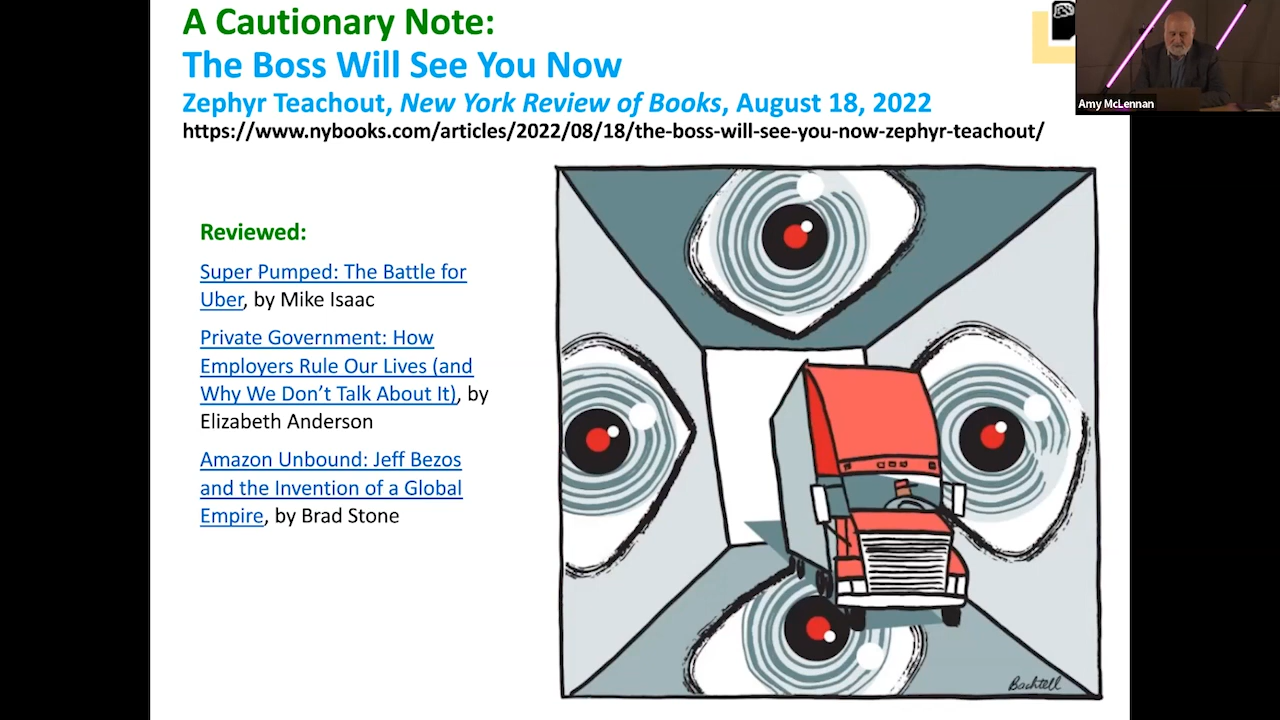 A Cautionary Note:
The Boss Will See You Now
Zephyr Teachout, New York Review of Books, August 18, 2022
https://www.nybooks.com/articles/2022/08/18/the-boss-will-see-you-now-zephyr-teachout/
Amy McLennan
Reviewed:
Super Pumped: The Battle for
Uber, by Mike Isaac
Private Government: How
Employers Rule Our Lives (and
Why We Don’t Talk About It), by
Elizabeth Anderson
Amazon Unbound: Jeff Bezos
and the Invention of a Global
Empire, by Brad Stone
Bachtell